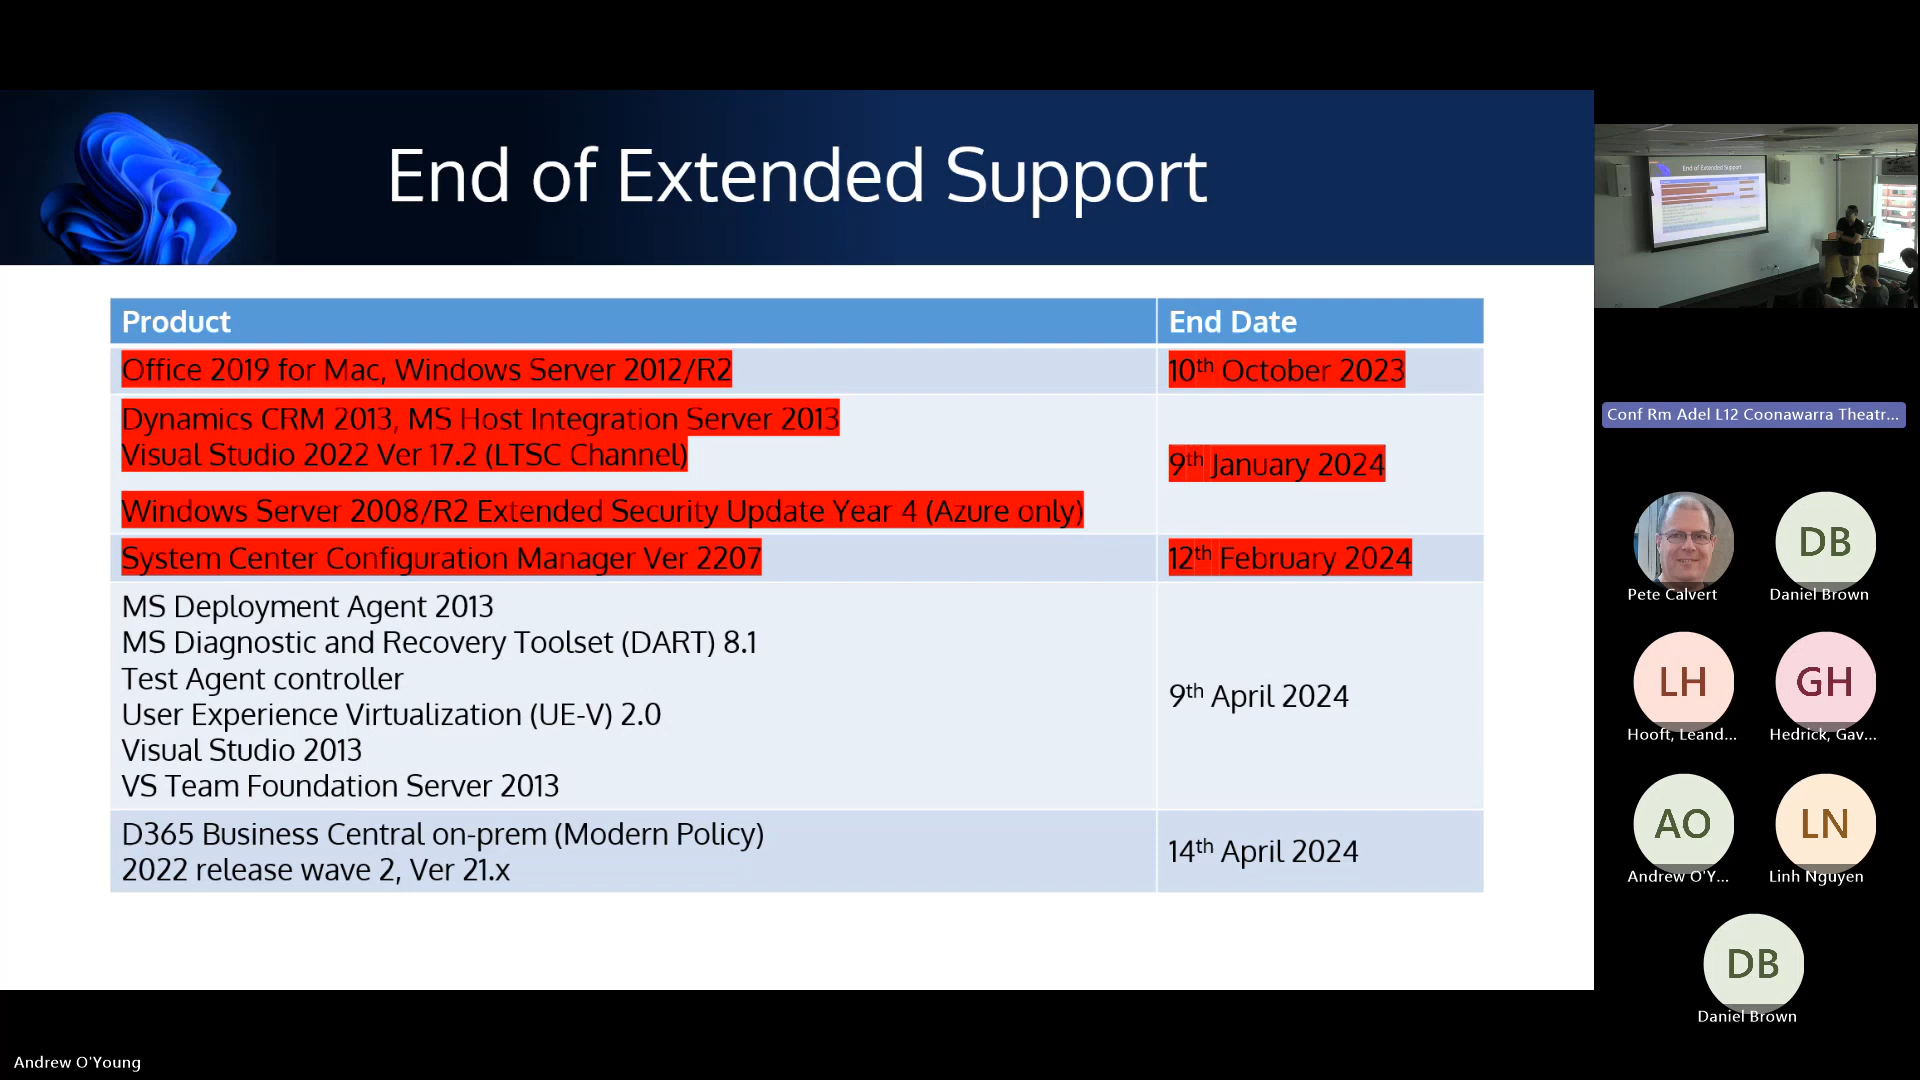 End of Extended Support
Product
End Date
Office 2019 for Mac, Windows Server 2012/R2
10th October 2023
Dynamics CRM 2013, MS Host Integration Server 2013
Visual Studio 2022 Ver 17.2 (LTSC Channel)
Windows Server 2008/R2 Extended Security Update Year 4 (Azure only)
9th January 2024
System Center Configuration Manager Ver 2207
12th February 2024
MS Deployment Agent 2013
MS Diagnostic and Recovery Toolset (DART) 8.1
Test Agent controller
User Experience Virtualization (UE-V) 2.0
Visual Studio 2013
VS Team Foundation Server 2013
9th April 2024
D365 Business Central on-prem (Modern Policy)
2022 release wave 2, Ver 21.x
14th April 2024
End of Extended Support
Conf Rm Adel L12 Coonawarra Theatr...
Pete Calvert
DB
Daniel Brown
LH
Hooft, Leand...
GH
Hedrick, Gav...
AO
Andrew O'Y...
LN
Linh Nguyen
DB
Daniel Brown
Andrew O'Young